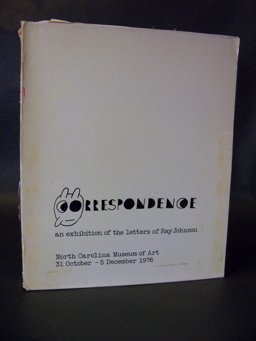 CORRESPONDENCE
an exhibition of the letters of Ray Johnson
North Carolina Museum of Art
31 October - 5 December 1976